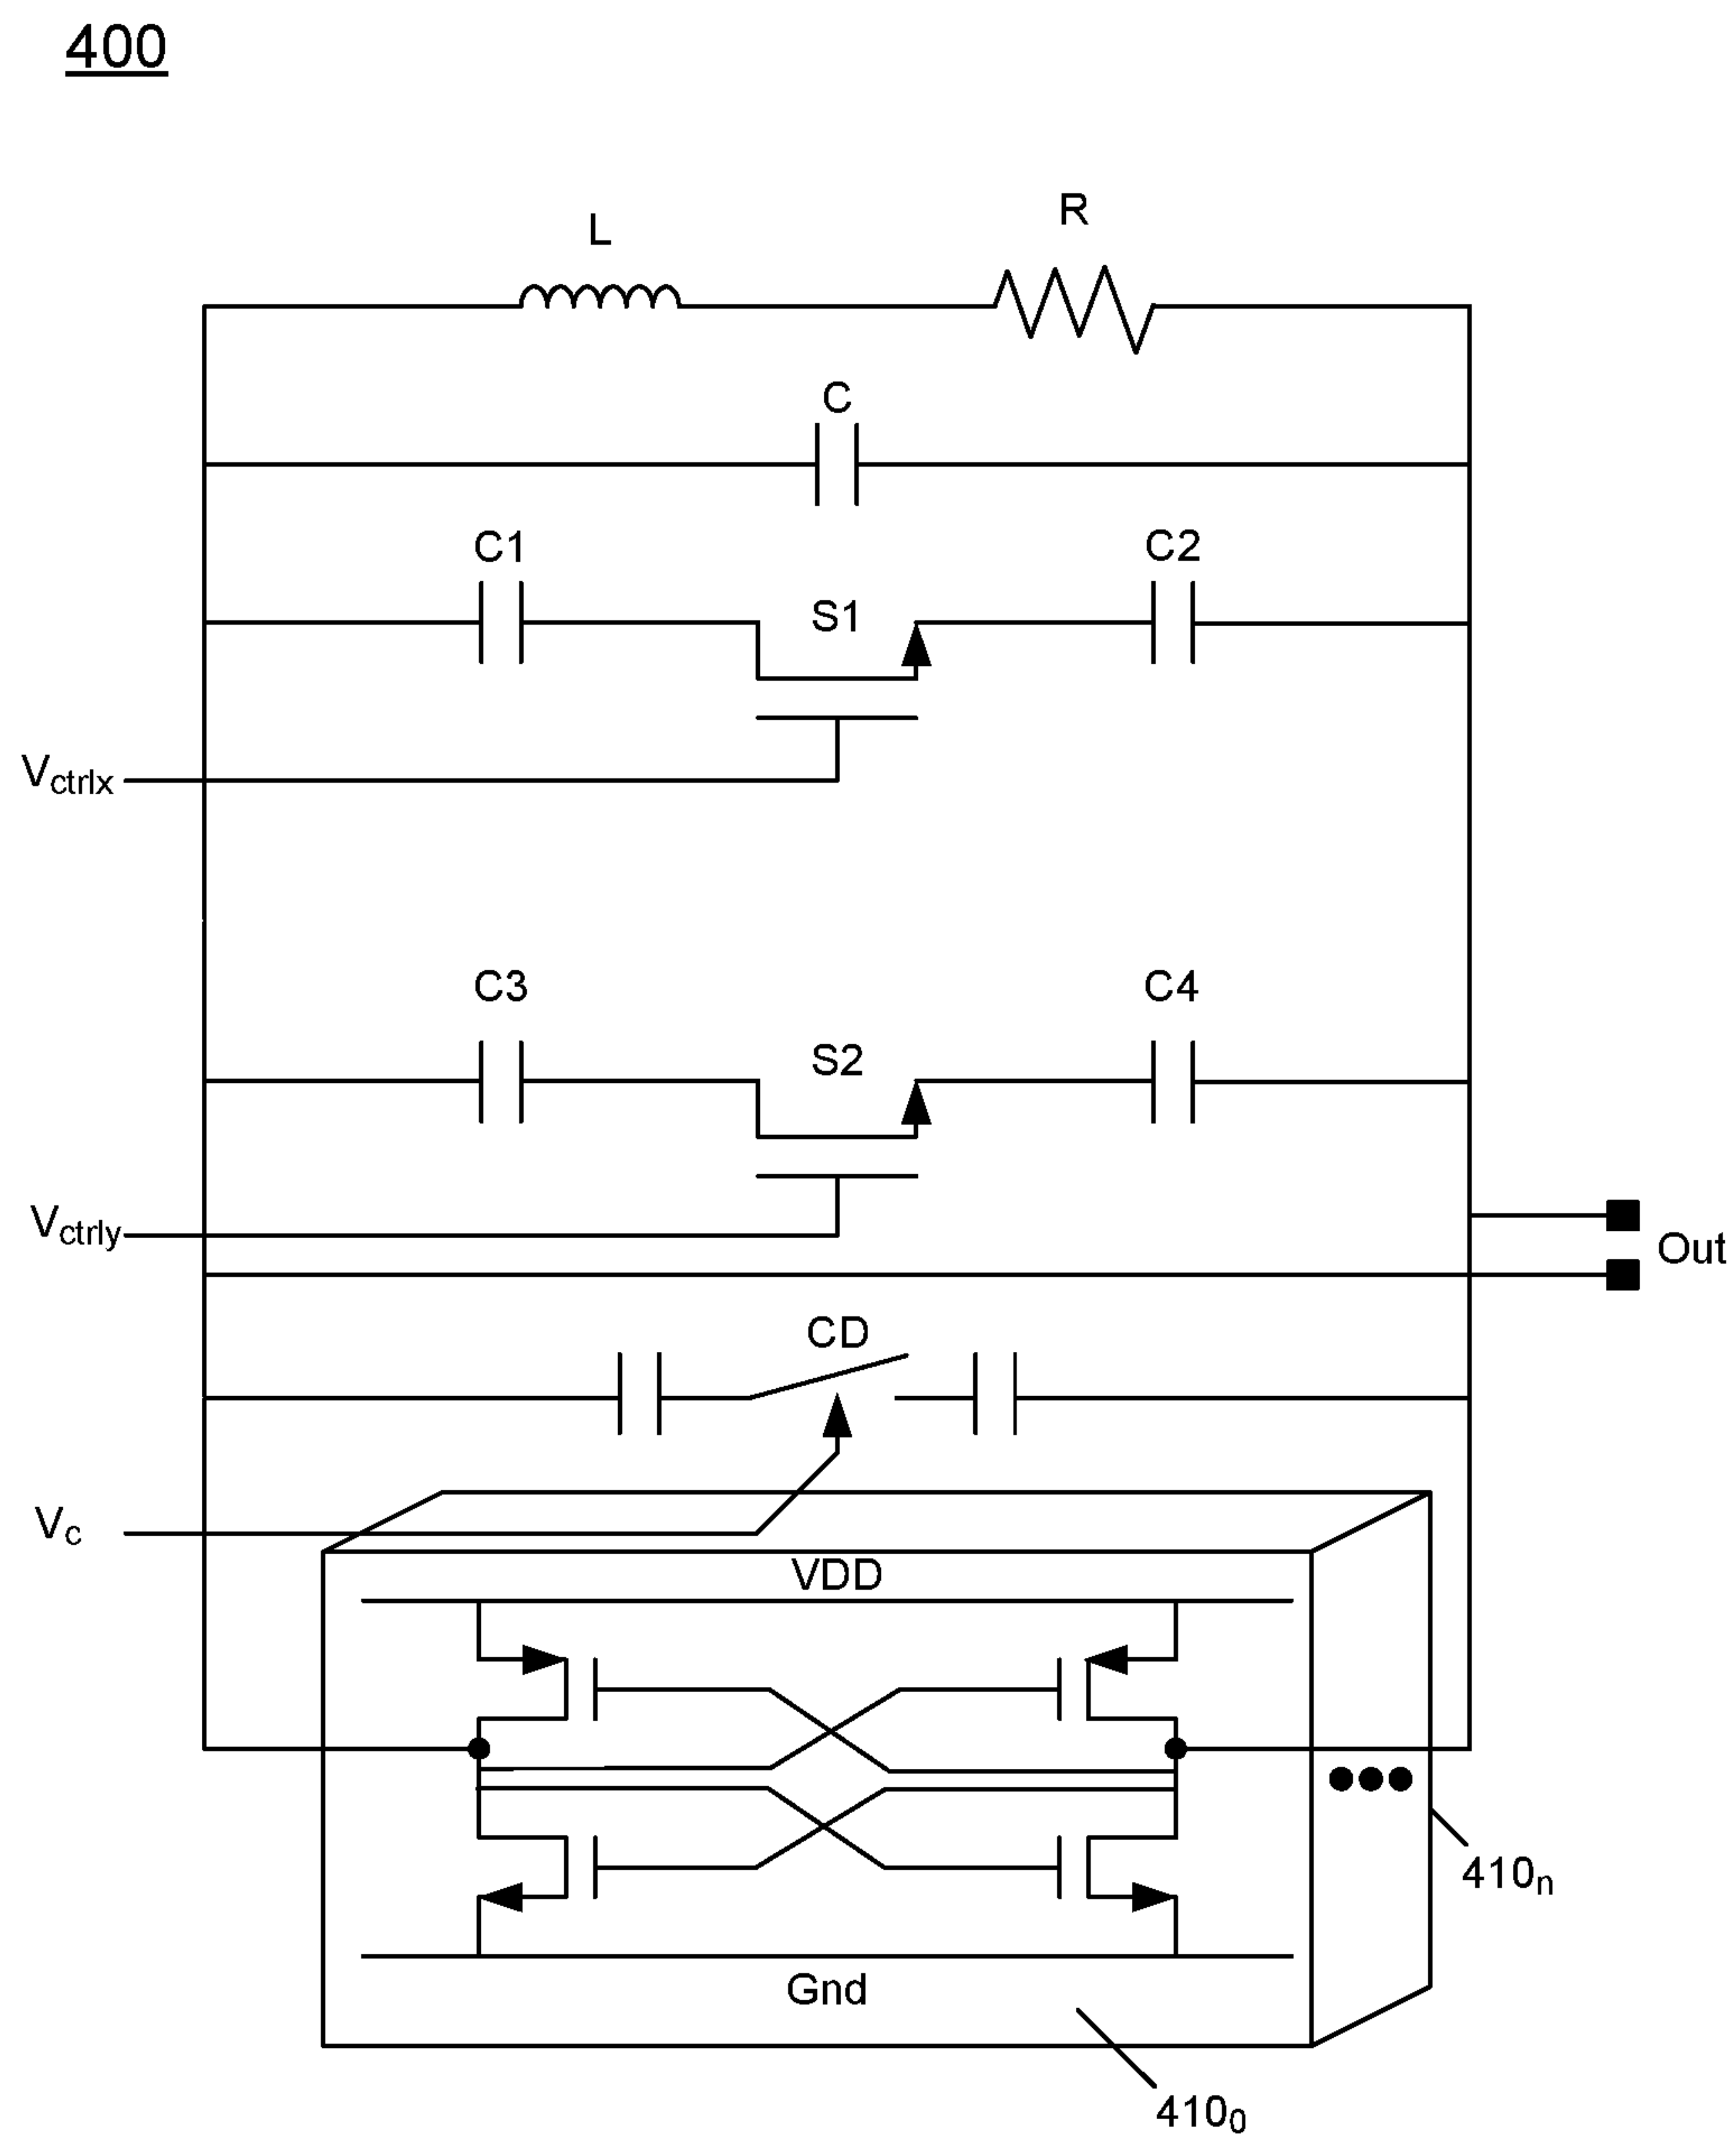 400
L
R
C
C1
C2
S1
Vctrlx
C3
C4
S2
Vctrly
Out
CD
Vc
VDD
410n
Gnd
4100